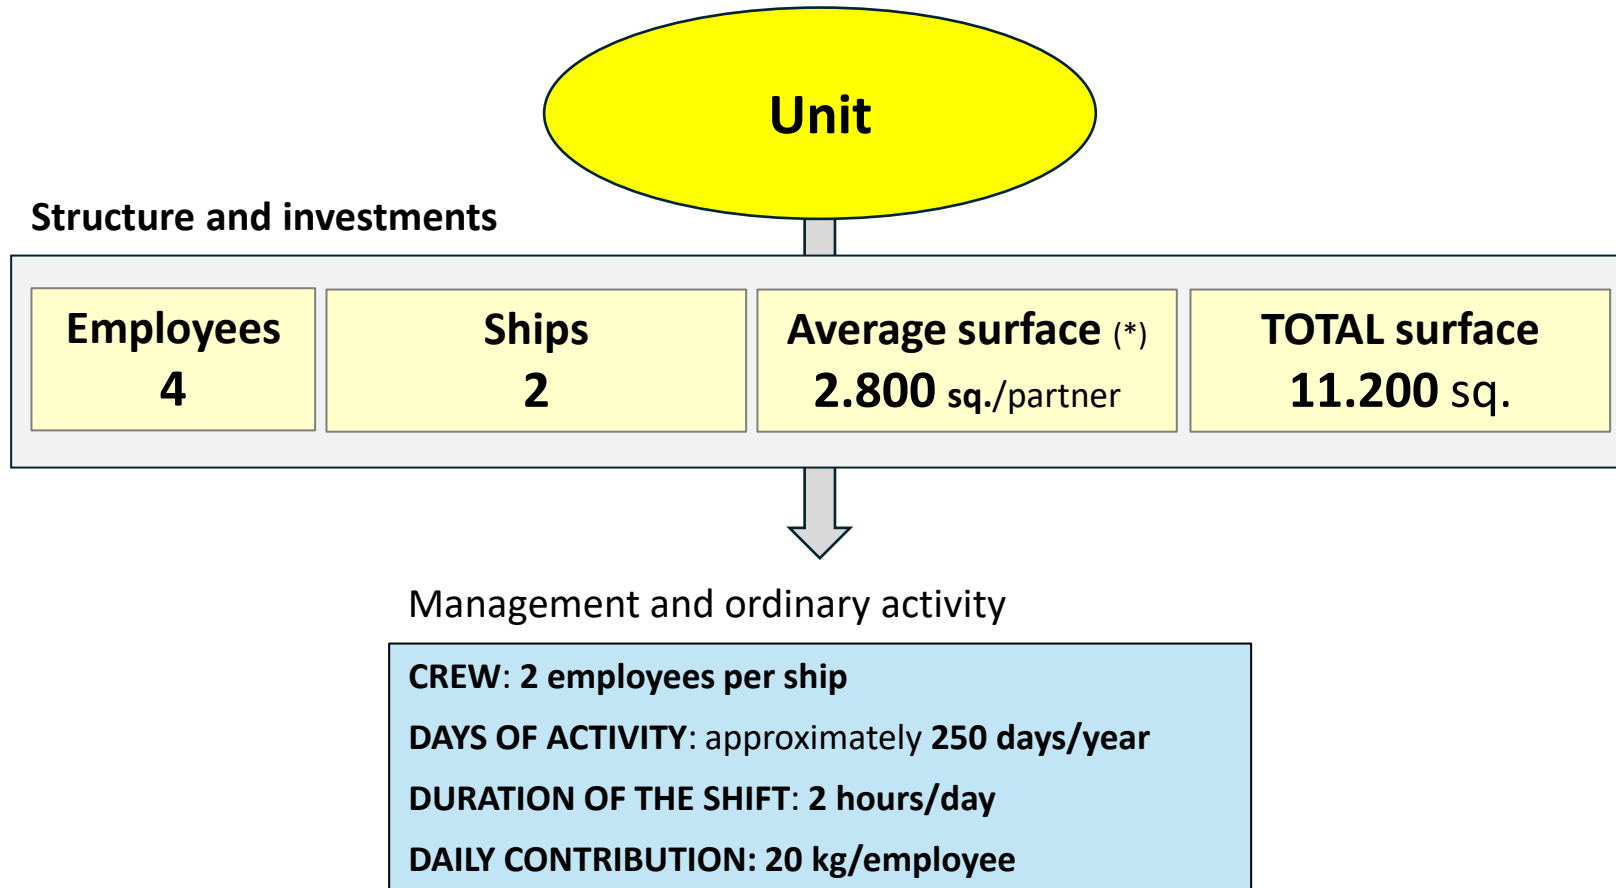 Unit
Structure and investments
Employees
4
Ships
2
Average surface (*)
2.800 sq./partner
TOTAL surface
11.200 sq.
Management and ordinary activity
CREW: 2 employees per ship
DAYS OF ACTIVITY: approximately 250 days/year
DURATION OF THE SHIFT: 2 hours/day
DAILY CONTRIBUTION: 20 kg/employee